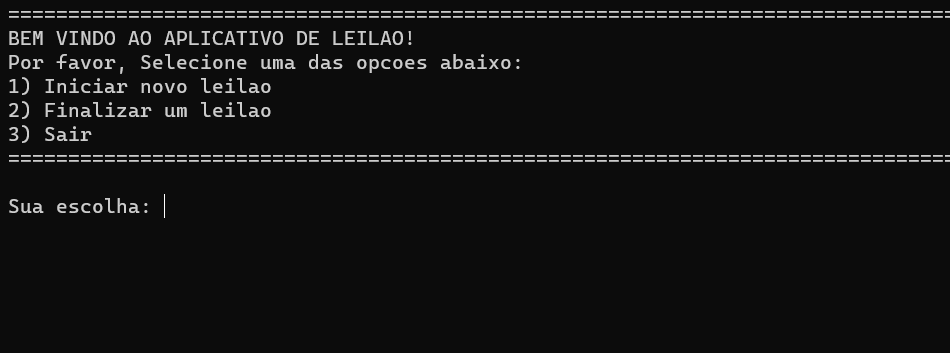 ===============================================================================
BEM VINDO AO APLICATIVO DE LEILAO!
Por favor, Selecione uma das opcoes abaixo:
1) Iniciar novo leilao
2) Finalizar um leilao
3) Sair
===============================================================================
Sua escolha: